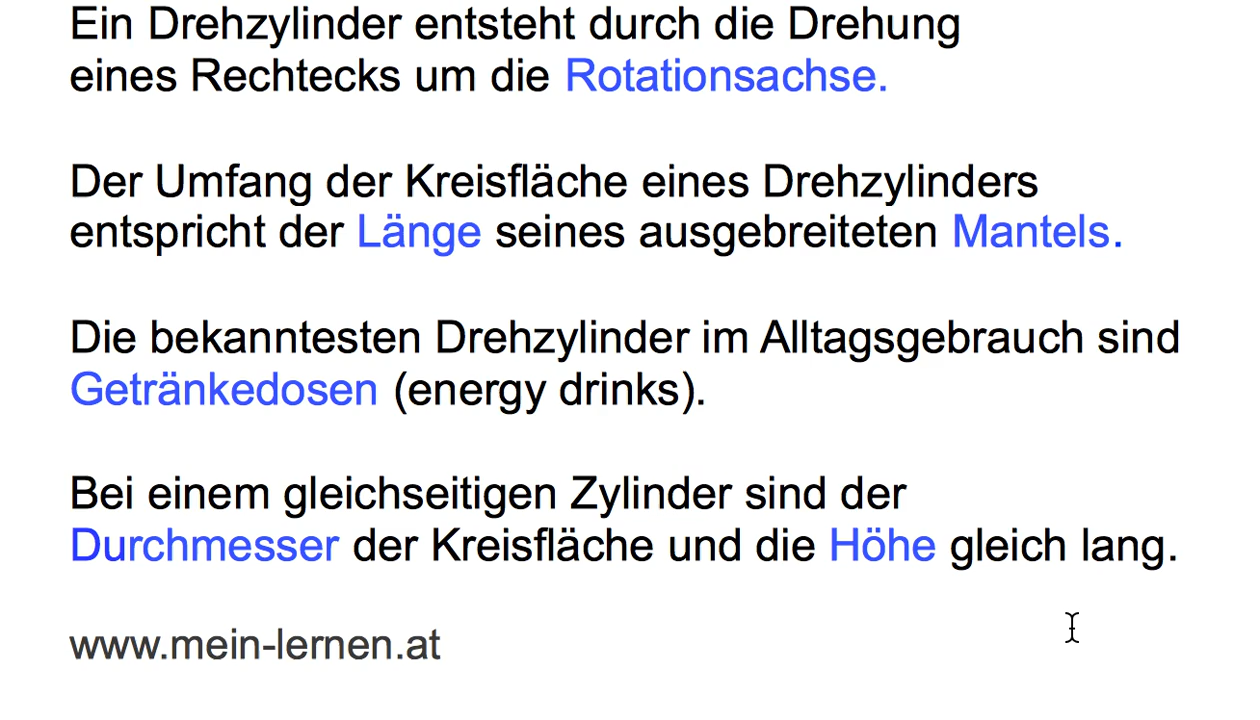 Ein Drehzylinder entsteht durch die Drehung
eines Rechtecks um die Rotationsachse.
Der Umfang der Kreisfläche eines Drehzylinders
entspricht der Länge seines ausgebreiteten Mantels.
Die bekanntesten Drehzylinder im Alltagsgebrauch sind
Getränkedosen (energy drinks).
Bei einem gleichseitigen Zylinder sind der
Durchmesser der Kreisfläche und die Höhe gleich lang.
www.mein-lernen.at